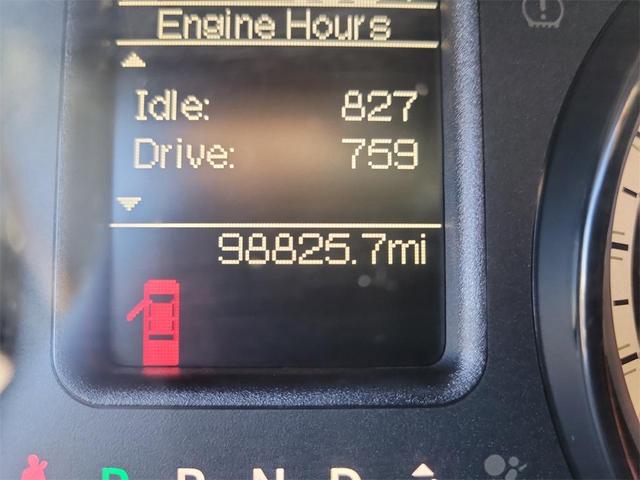 Engine Hours
Idle: 827
Drive: 759
98825.7mi
P R N D